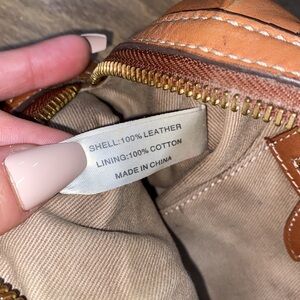 SHELL:100% LEATHER
LINING:100% COTTON
MADE IN CHINA